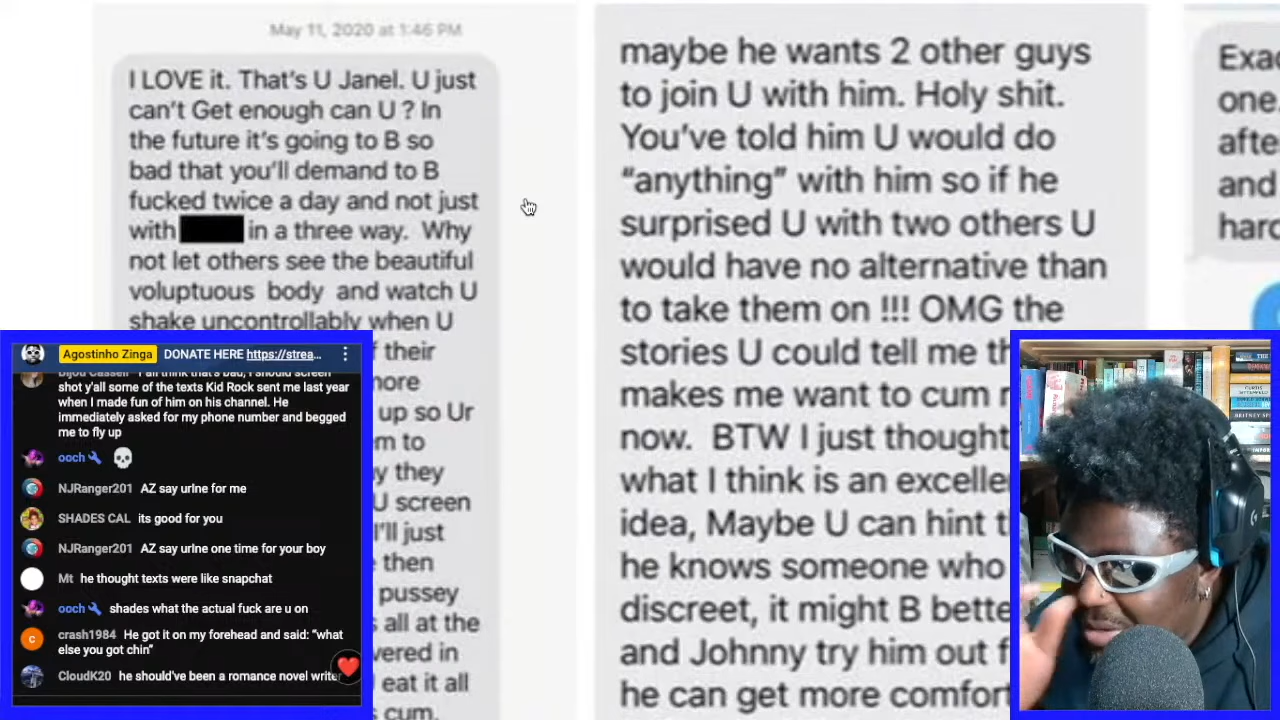 May 11, 2020 at 1:46 PM
I LOVE it. That's U Janel. U just
can't Get enough can U ? In
the future it's going to B so
bad that you'll demand to B
fucked twice a day and not just
with in a three way. Why
not let others see the beautiful
voluptuous body and watch U
shake uncontrollably when U
their
up so Ur
to
they
U screen
I'll just
then
pussey
all at the
in
eat it all
cum.
maybe he wants 2 other guys
to join U with him. Holy shit.
You've told him U would do
“anything” with him so if he
surprised U with two others U
would have no alternative than
to take them on !!! OMG the
stories U could tell me
makes me want to cum
now. BTW I just thought
what I think is an
idea, Maybe U can hint
he knows someone who
discreet, it might B
and Johnny try him out
he can get more
one.
and
Agostinho Zinga DONATE HERE https://strea...
shot y'all some of the texts Kid Rock sent me last year
when I made fun of him on his channel. He
immediately asked for my phone number and begged
me to fly up
ooch 💀
NJRanger201 AZ say urIne for me
SHADES CAL its good for you
NJRanger201 AZ say urIne one time for your boy
Mt he thought texts were like snapchat
ooch shades what the actual fuck are u on
crash1984 He got it on my forehead and said: “what
else you got chin”
CloudK20 he should've been a romance novel writer